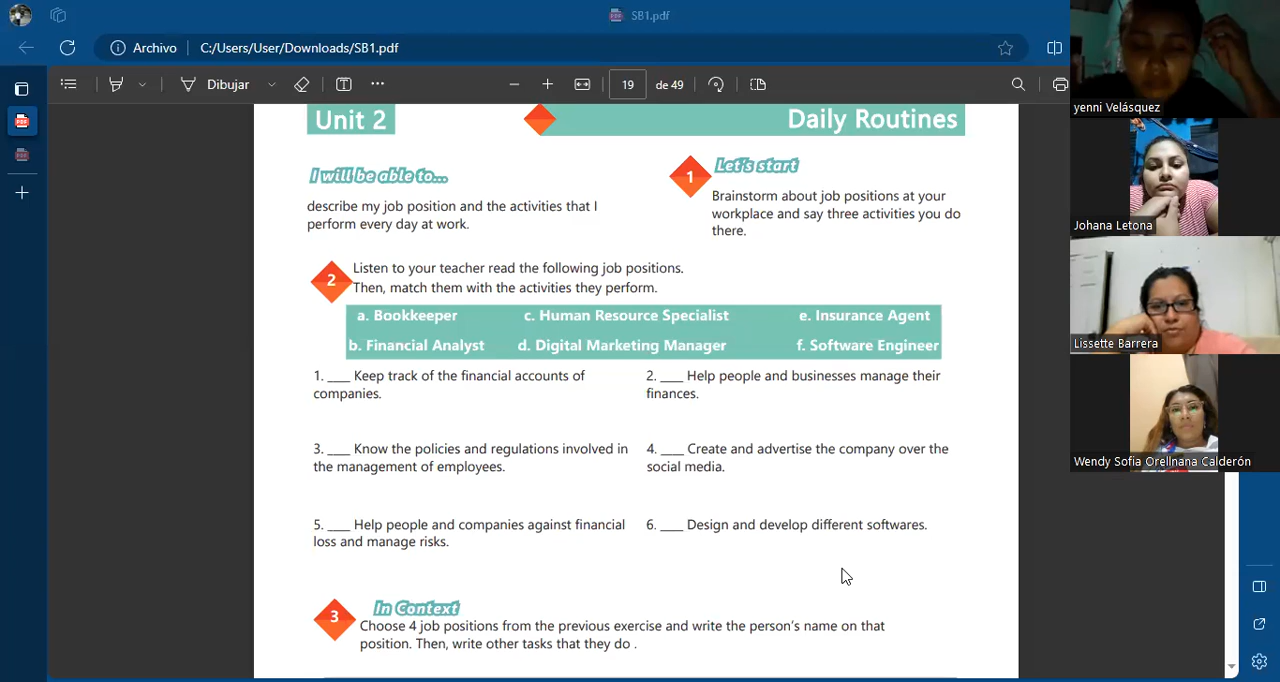 SB1.pdf
Archivo
C:/Users/User/Downloads/SB1.pdf
Dibujar
19
de 49
Unit 2
Daily Routines
I will be able to...
describe my job position and the activities that I
perform every day at work.
1
Let's start
Brainstorm about job positions at your
workplace and say three activities you do
there.
2
Listen to your teacher read the following job positions.
Then, match them with the activities they perform.
a. Bookkeeper
c. Human Resource Specialist
e. Insurance Agent
b. Financial Analyst
d. Digital Marketing Manager
f. Software Engineer
1. ___ Keep track of the financial accounts of
companies.
2. ___ Help people and businesses manage their
finances.
3. ___ Know the policies and regulations involved in
the management of employees.
4. ___ Create and advertise the company over the
social media.
5. ___ Help people and companies against financial
loss and manage risks.
6. ___ Design and develop different softwares.
3
In Context
Choose 4 job positions from the previous exercise and write the person's name on that
position. Then, write other tasks that they do .
yenni Velásquez
Johana Letona
Lissette Barrera
Wendy Sofia Orellnana Calderón